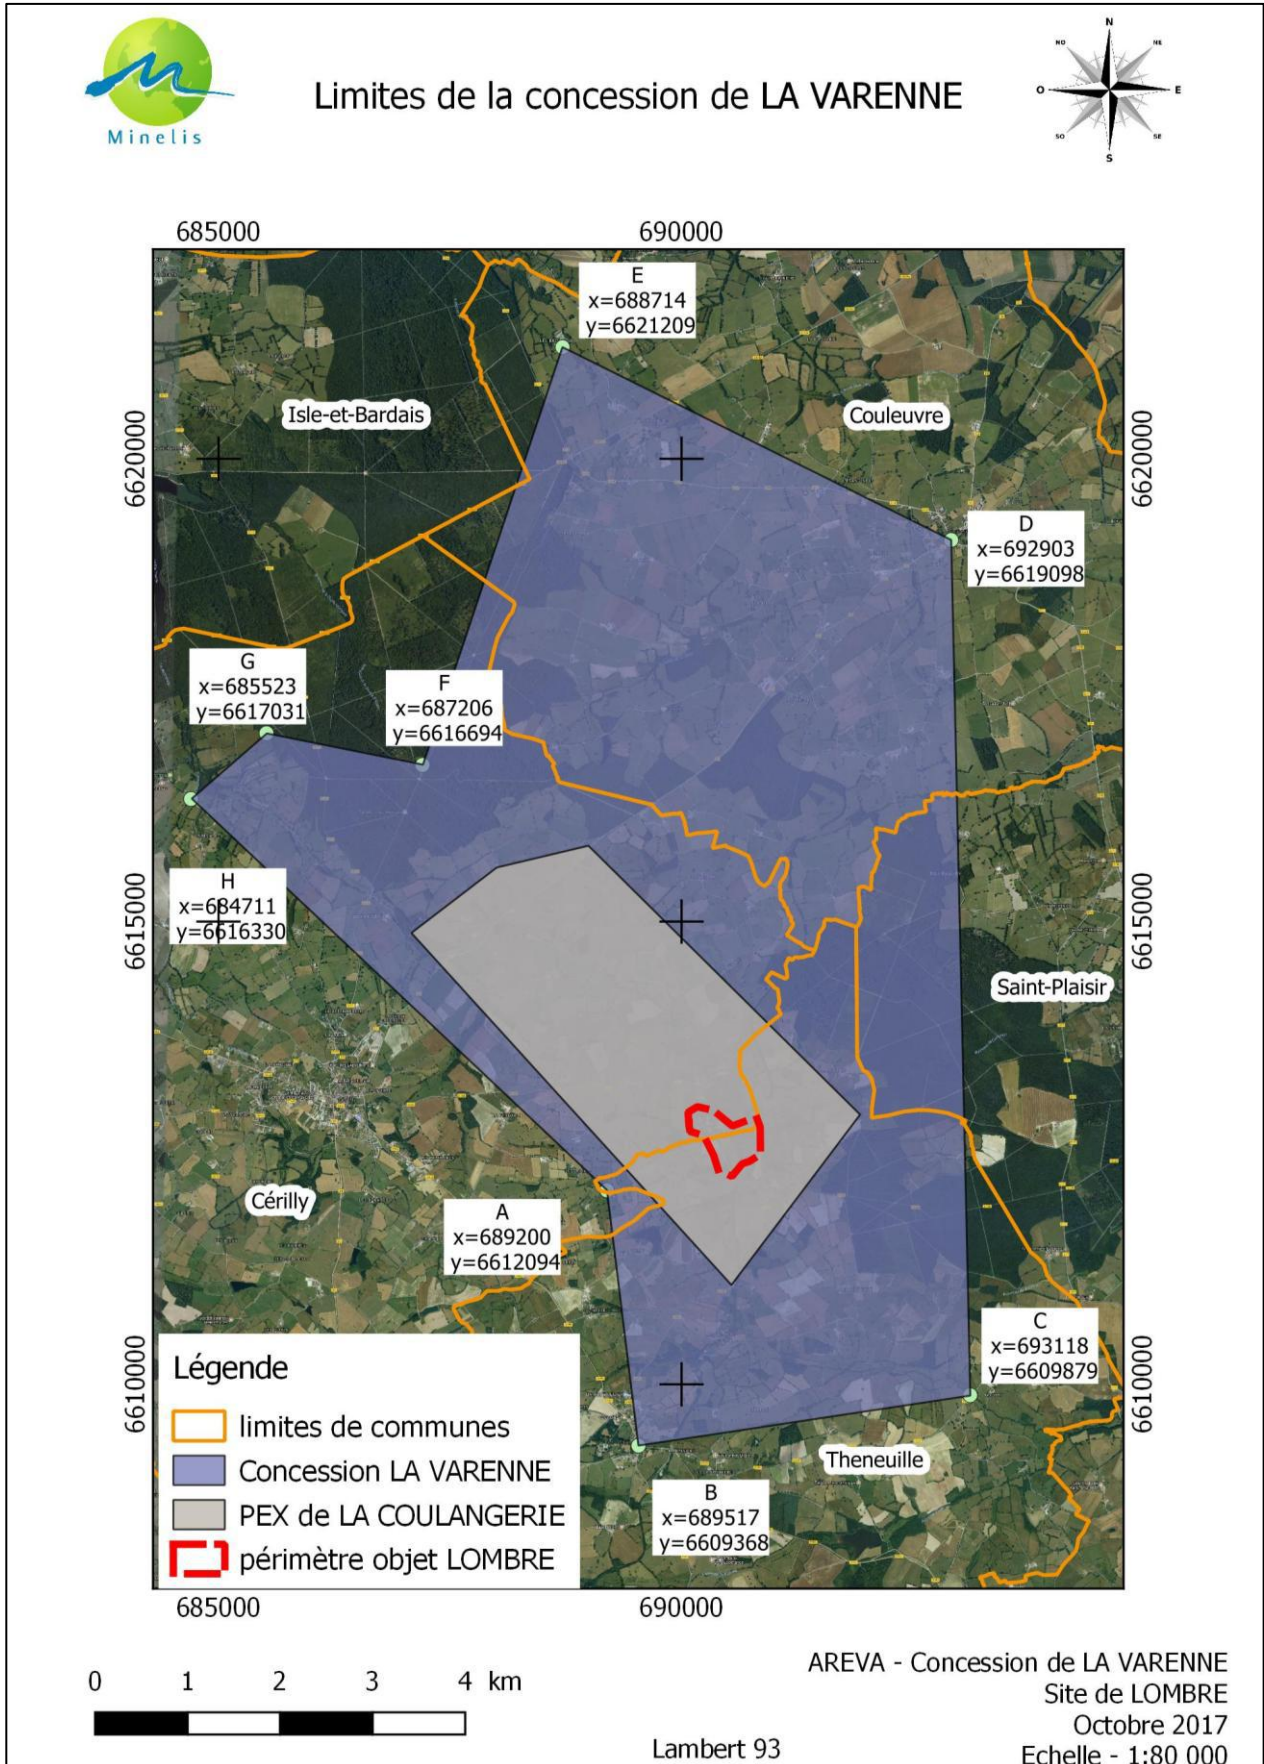 Minelis
Limites de la concession de LA VARENNE
N
NO
NE
O
E
SO
SE
S
685000
690000
E
x=688714
y=6621209
Isle-et-Bardais
Couleuvre
6620000
6620000
D
x=692903
y=6619098
G
x=685523
y=6617031
F
x=687206
y=6616694
H
x=684711
y=6616330
6615000
6615000
Saint-Plaisir
Cérilly
A
x=689200
y=6612094
C
x=693118
y=6609879
6610000
6610000
Légende
limites de communes
Concession LA VARENNE
PEX de LA COULANGERIE
périmètre objet LOMBRE
Theneuille
B
x=689517
y=6609368
685000
690000
0 1 2 3 4 km
AREVA - Concession de LA VARENNE
Site de LOMBRE
Octobre 2017
Lambert 93
Echelle - 1:80 000